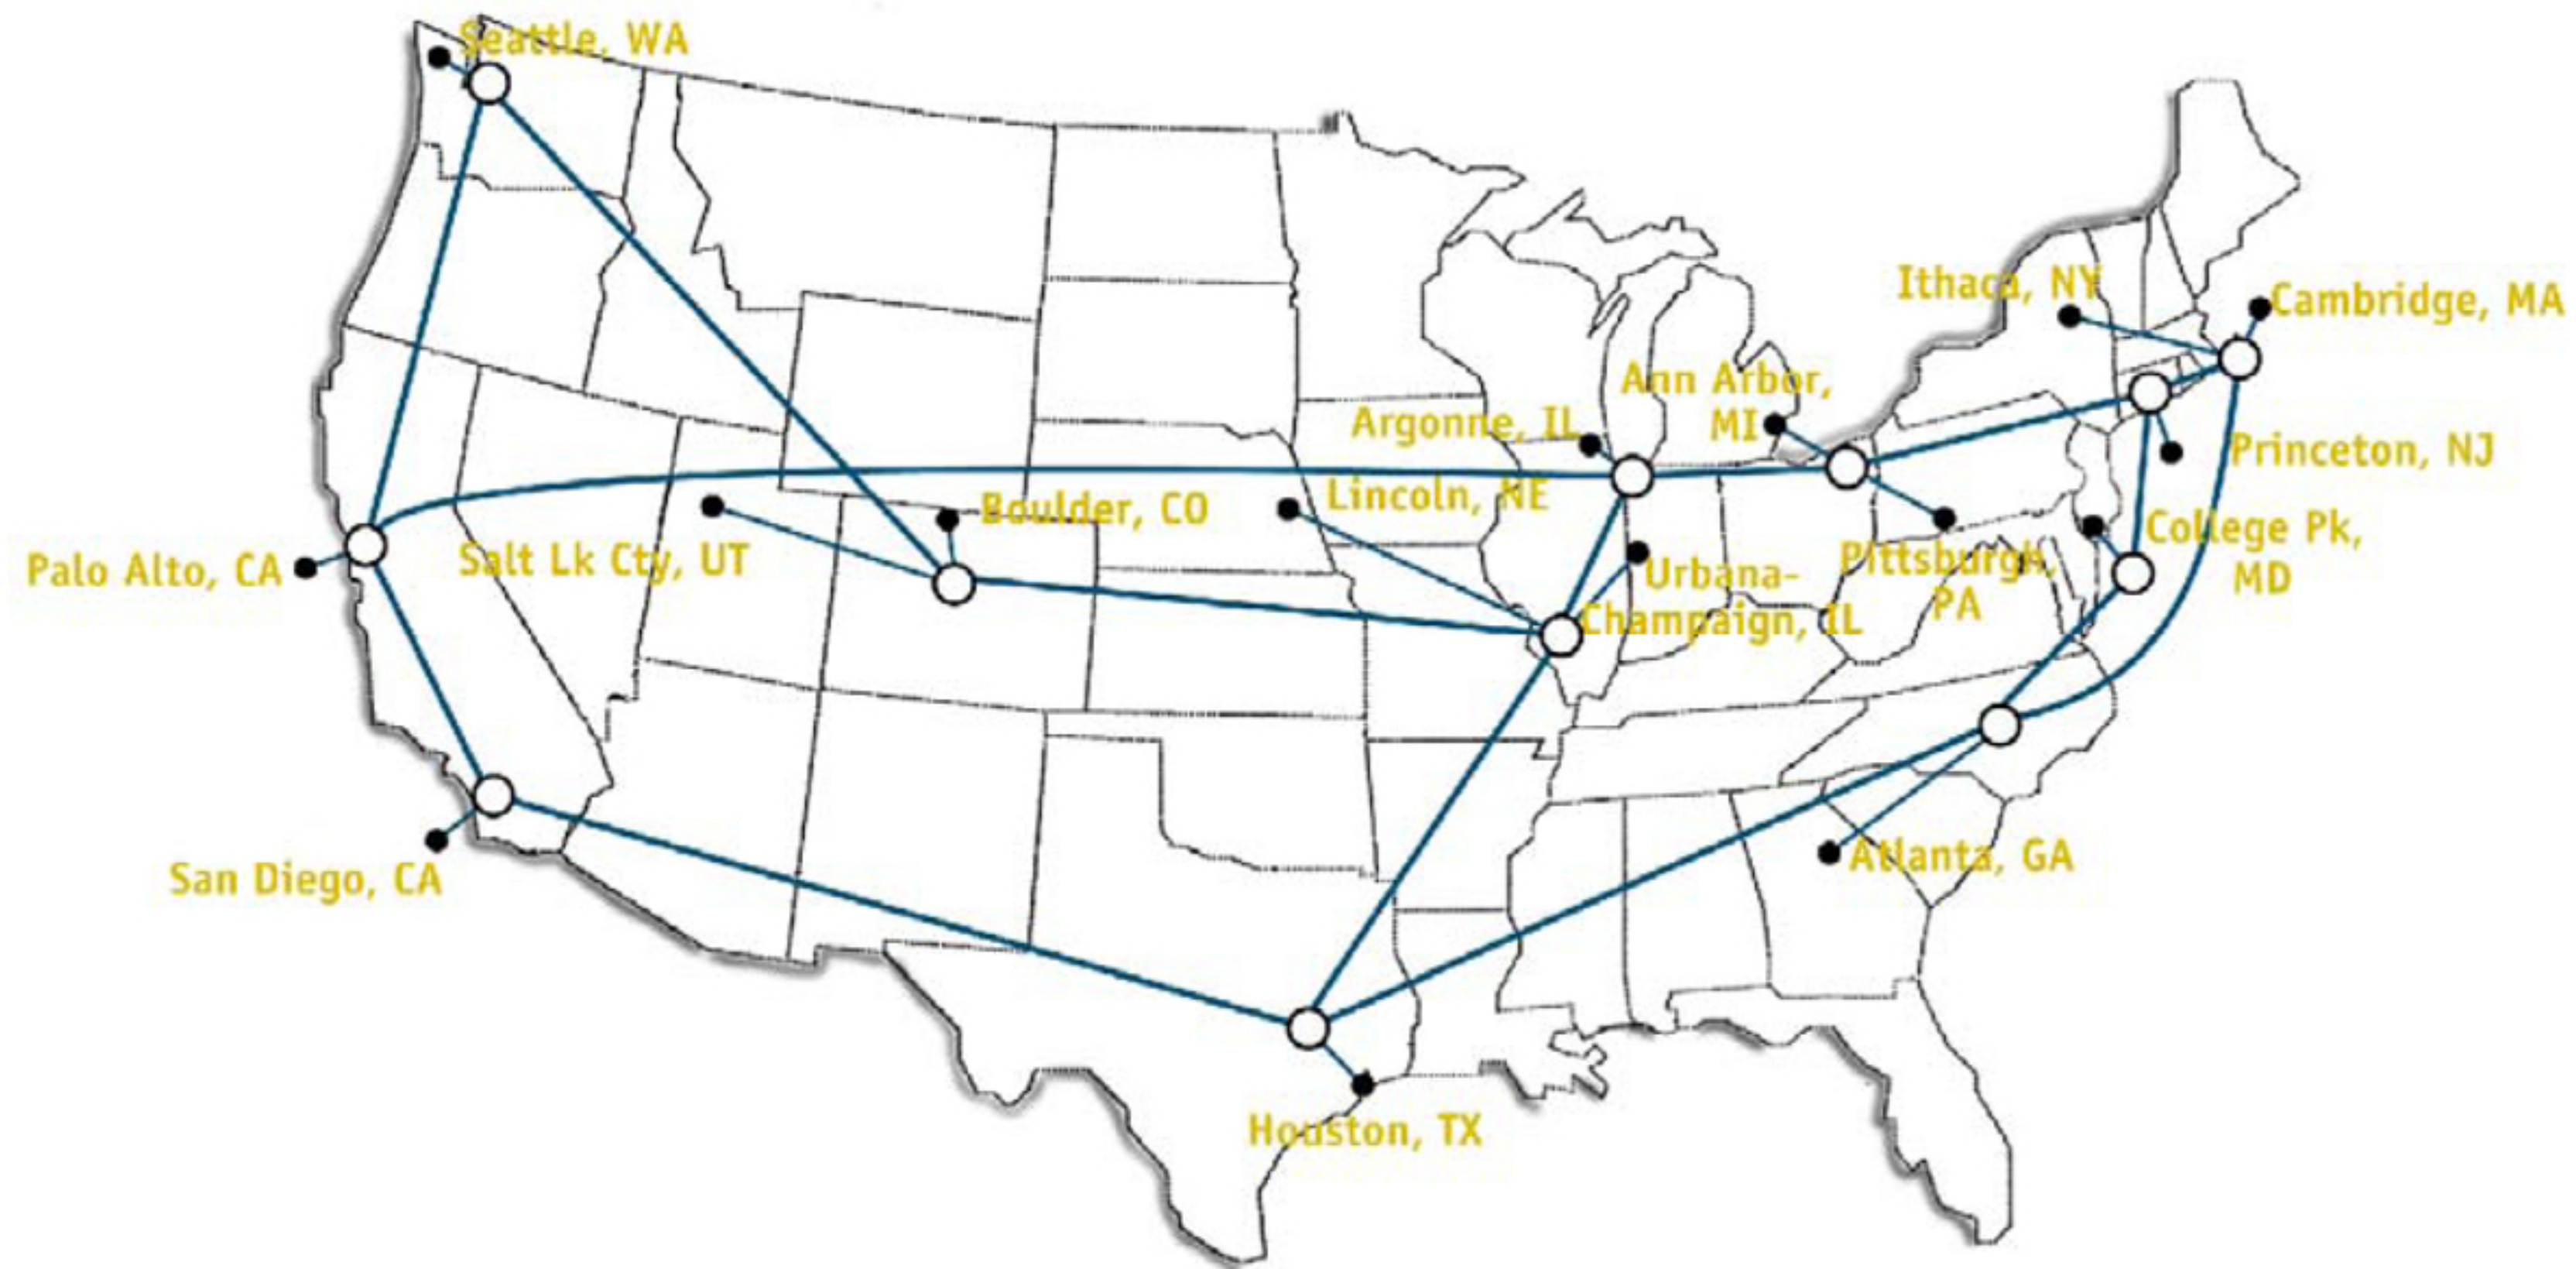 Seattle, WA
Ithaca, NY
Cambridge, MA
Ann Arbor,
MI
Argonne, IL
Princeton, NJ
Lincoln, NE
Boulder, CO
College Pk,
MD
Palo Alto, CA
Salt Lk Cty, UT
Pittsburgh,
PA
Urbana-
Champaign, IL
San Diego, CA
Atlanta, GA
Houston, TX